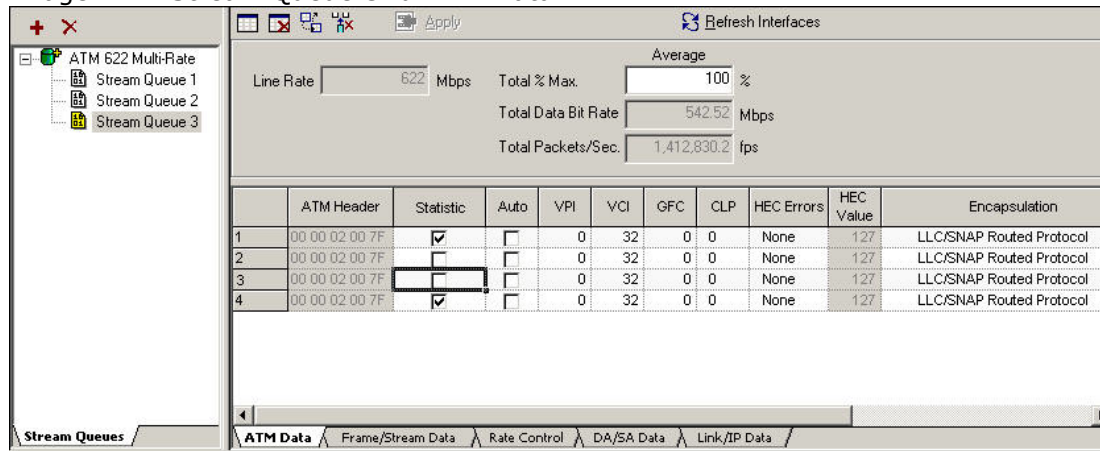 Apply
Refresh Interfaces
ATM 622 Multi-Rate
Stream Queue 1
Stream Queue 2
Stream Queue 3
Average
Line Rate 622 Mbps Total % Max. 100 %
Total Data Bit Rate 542.52 Mbps
Total Packets/Sec. 1,412,830.2 fps
ATM Header Statistic Auto VPI VCI GFC CLP HEC Errors HEC Value Encapsulation
1 00 00 02 00 7F 0 32 0 0 None 127 LLC/SNAP Routed Protocol
2 00 00 02 00 7F 0 32 0 0 None 127 LLC/SNAP Routed Protocol
3 00 00 02 00 7F 0 32 0 0 None 127 LLC/SNAP Routed Protocol
4 00 00 02 00 7F 0 32 0 0 None 127 LLC/SNAP Routed Protocol
Stream Queues
ATM Data Frame/Stream Data Rate Control DA/SA Data Link/IP Data